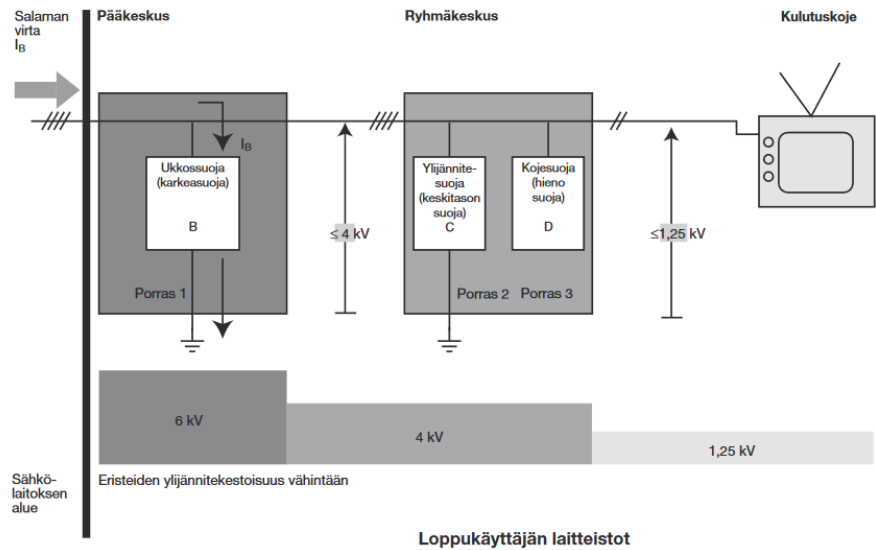 Salaman
virta
I_B
Pääkeskus
Ryhmäkeskus
Kulutuskoje
I_B
Ukkossuoja
(karkeasuoja)
B
Porras 1
≤ 4 kV
Ylijännite-
suoja
(keskitason
suoja)
C
Kojesuoja
(hieno
suoja)
D
Porras 2
Porras 3
≤1,25 kV
6 kV
4 kV
1,25 kV
Sähkö-
laitoksen
alue
Eristeiden ylijännitekestoisuus vähintään
Loppukäyttäjän laitteistot